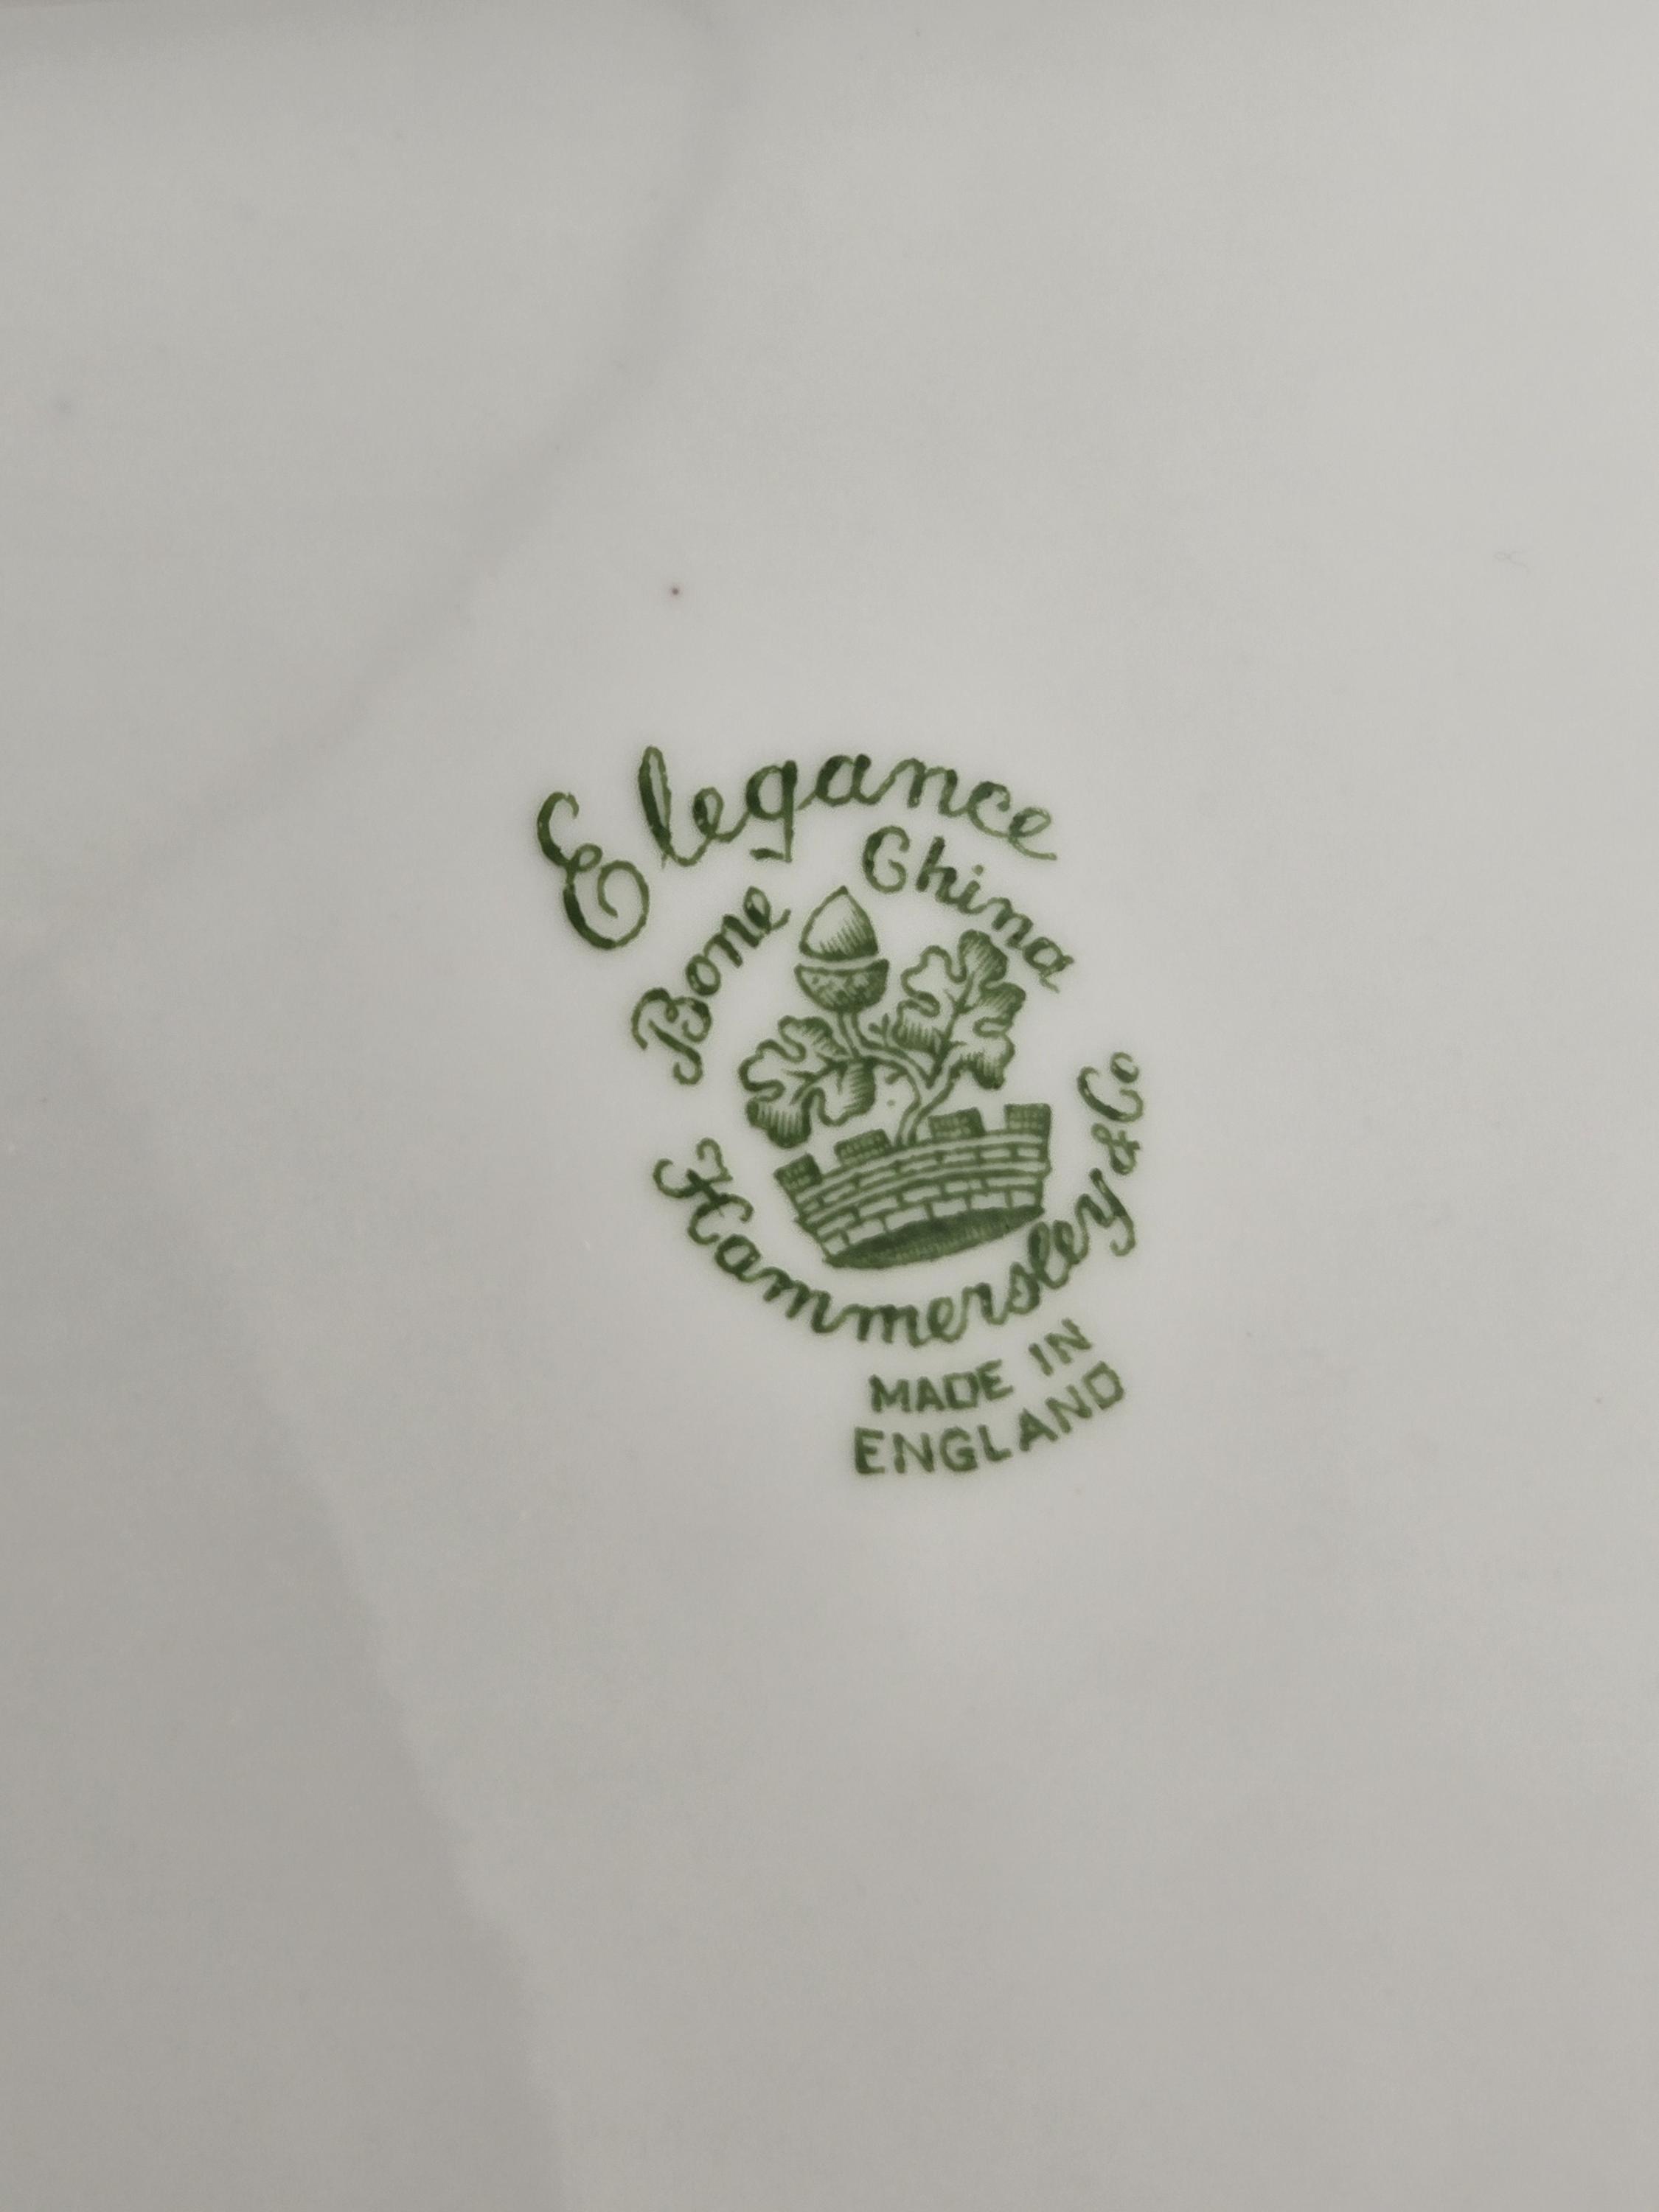 Elegance
Bone China
Hammersley & Co
MADE IN
ENGLAND